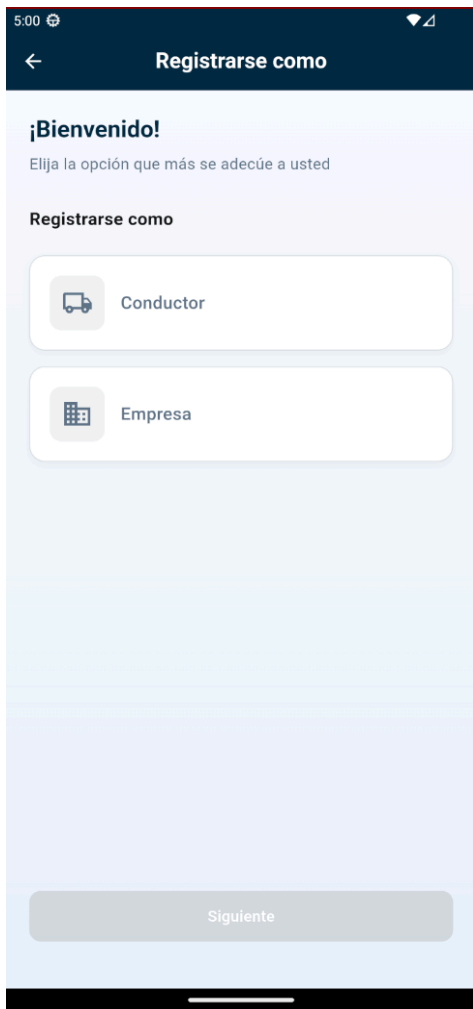 5:00
Registrarse como
¡Bienvenido!
Elija la opción que más se adecúe a usted
Registrarse como
Conductor
Empresa
Siguiente